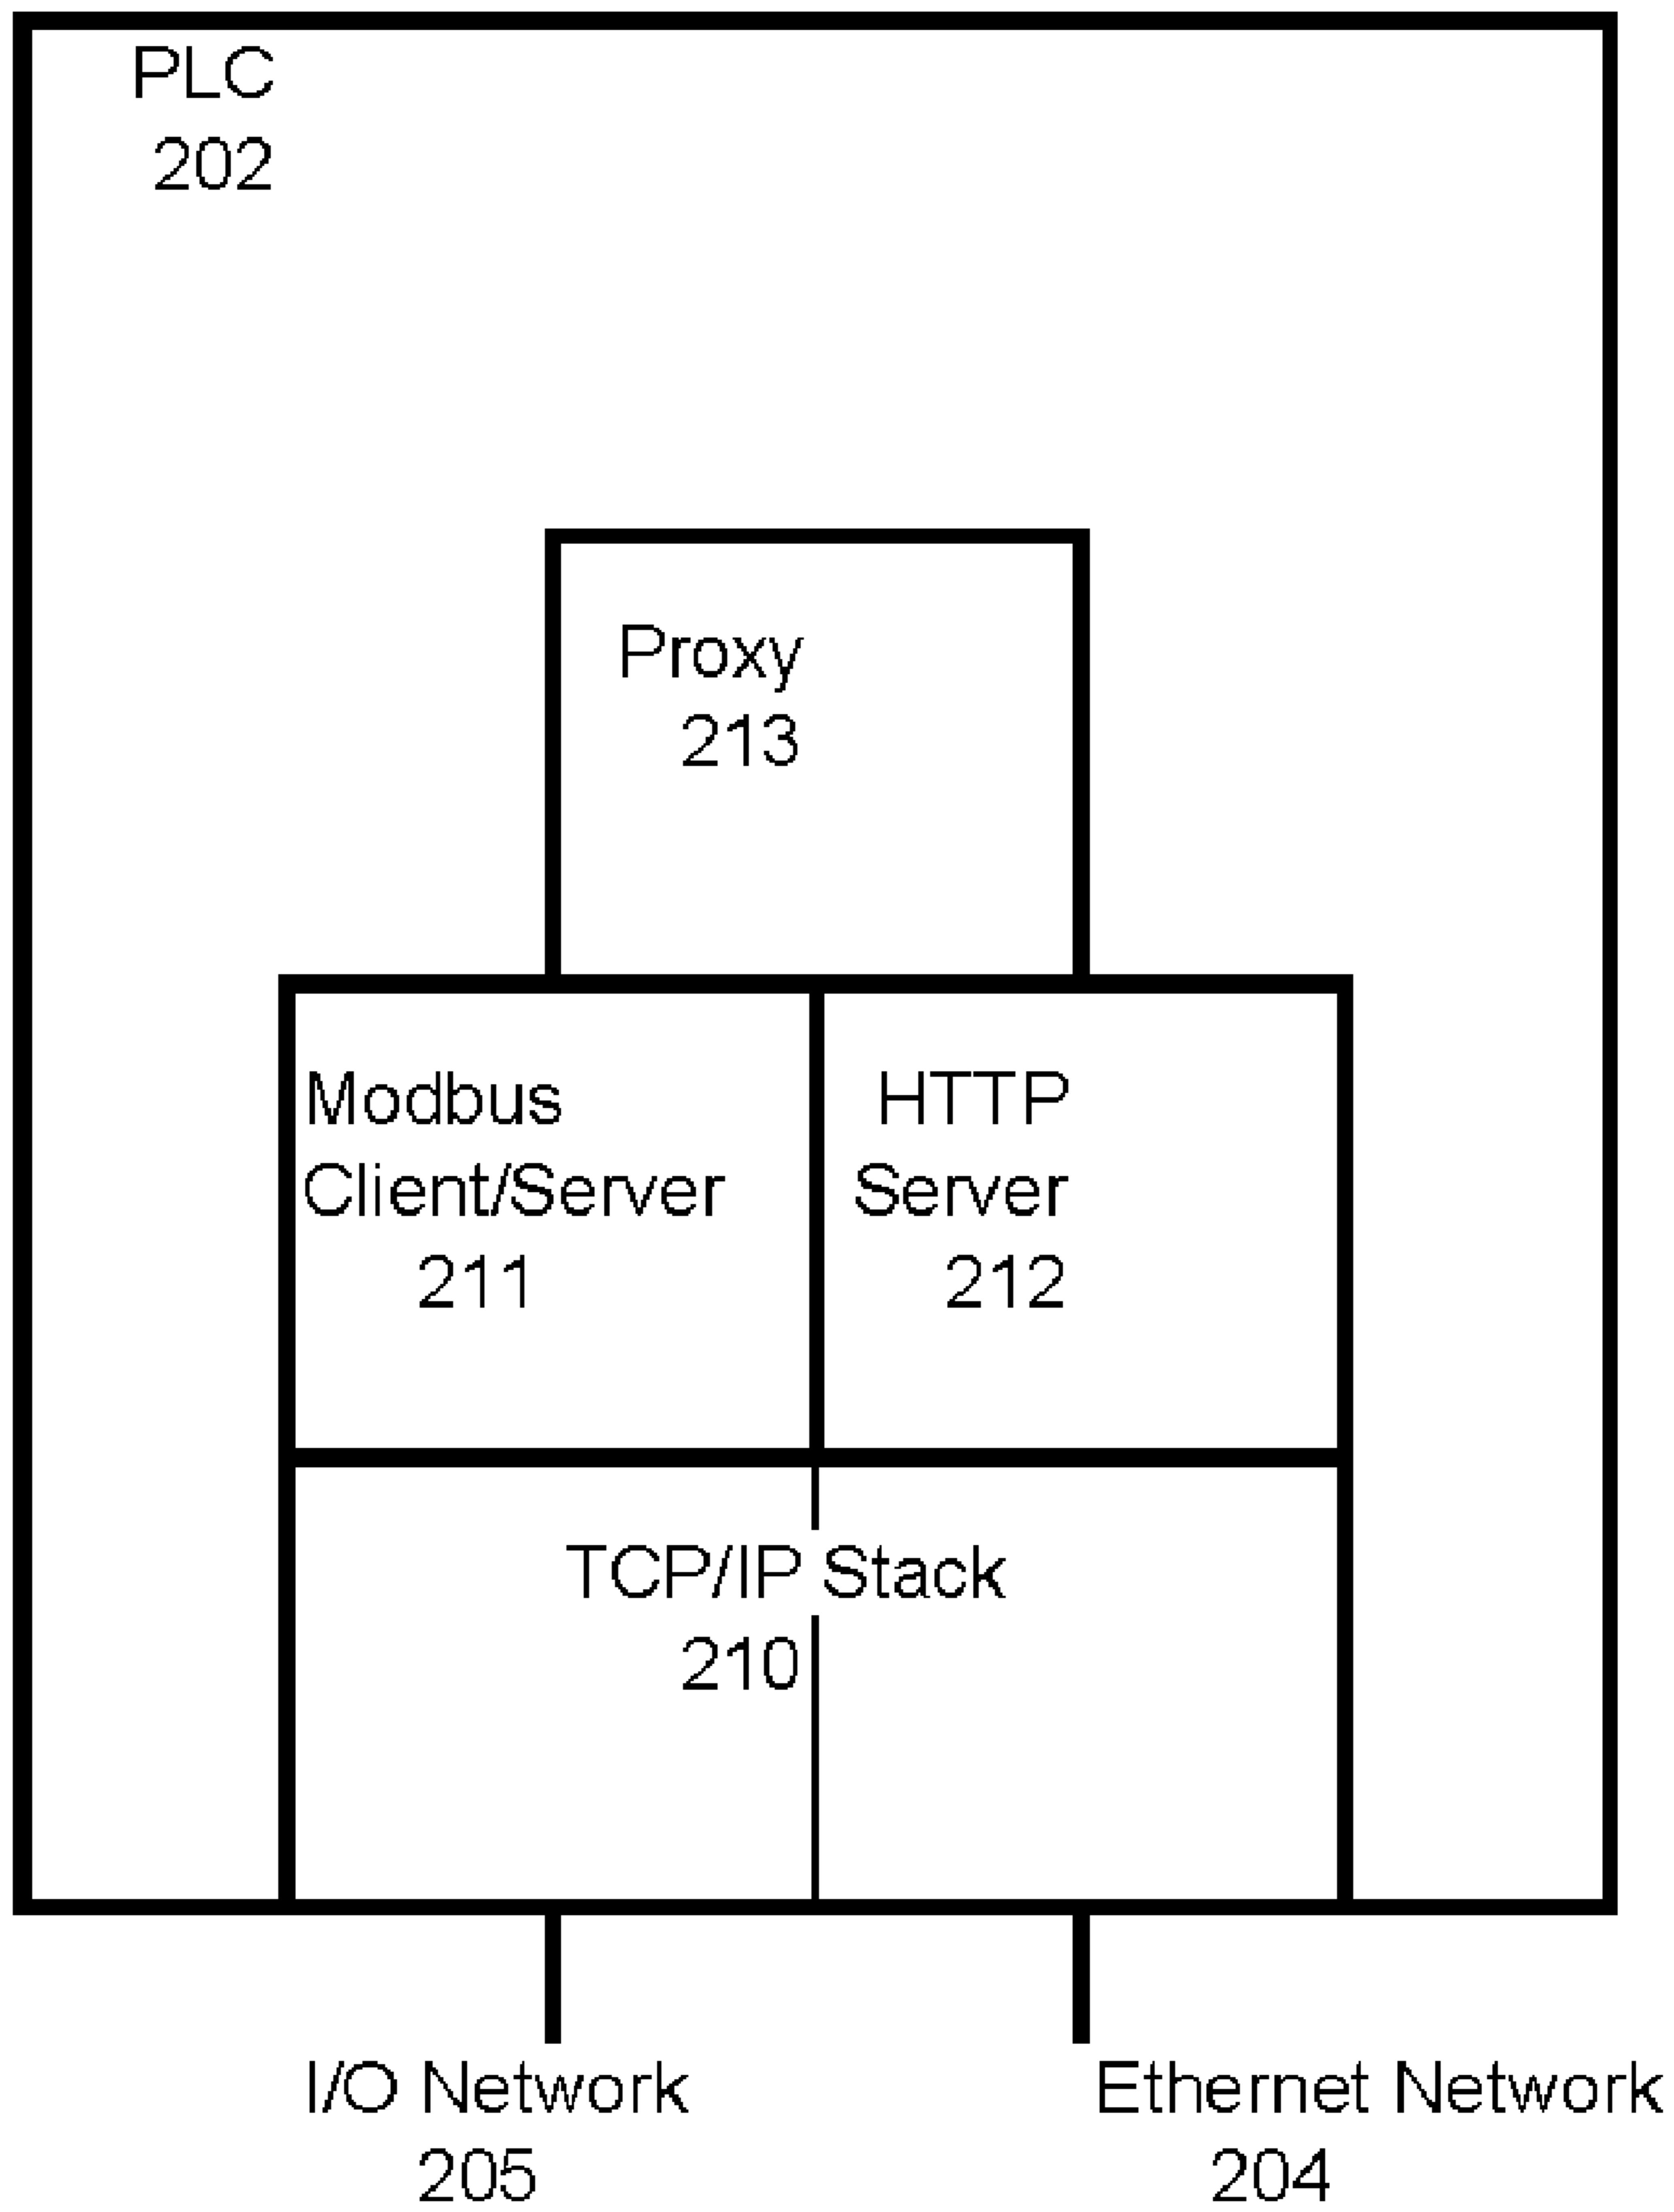 PLC
202
Proxy
213
Modbus
Client/Server
211
HTTP
Server
212
TCP/IP Stack
210
I/O Network
205
Ethernet Network
204